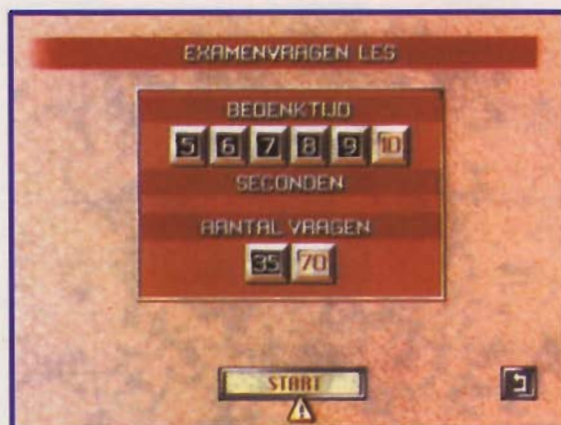 EXAMENVRAGEN LES
BEDENKTIJD
5 6 7 8 9 10
SECONDEN
AANTAL VRAGEN
35 70
START